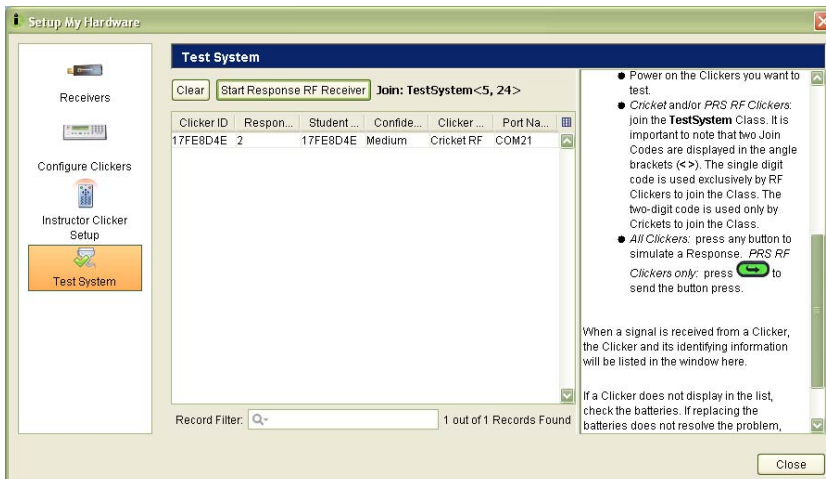 Setup My Hardware
Receivers
Configure Clickers
Instructor Clicker
Setup
Test System
Test System
Clear
Start Response RF Receiver
Join: TestSystem<5, 24>
Clicker ID Respon... Student ... Confide... Clicker ... Port Na...
17FE8D4E 2 17FE8D4E Medium Cricket RF COM21
Record Filter:
1 out of 1 Records Found
● Power on the Clickers you want to
test.
● Cricket and/or PRS RF Clickers:
join the TestSystem Class. It is
important to note that two Join
Codes are displayed in the angle
brackets (< >). The single digit
code is used exclusively by RF
Clickers to join the Class. The
two-digit code is used only by
Crickets to join the Class.
● All Clickers: press any button to
simulate a Response. PRS RF
Clickers only: press to
send the button press.
When a signal is received from a Clicker,
the Clicker and its identifying information
will be listed in the window here.
If a Clicker does not display in the list,
check the batteries. If replacing the
batteries does not resolve the problem,
Close